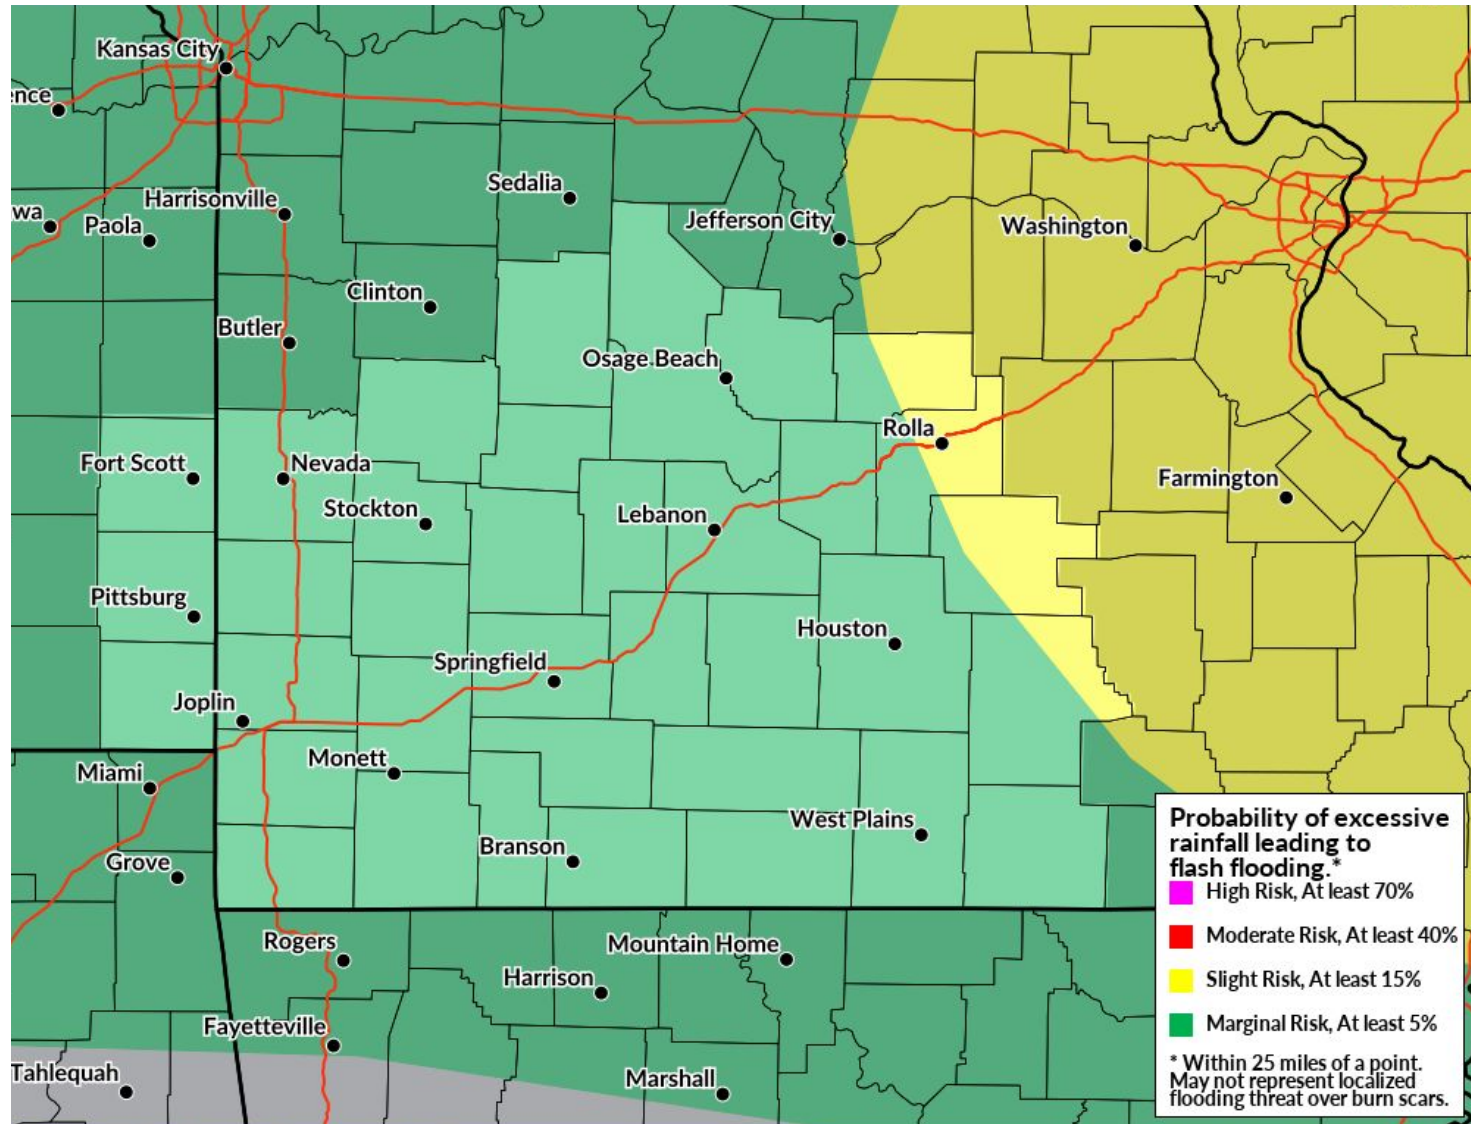 Kansas City
ence
Sedalia
Harrisonville
wa
Paola
Jefferson City
Washington
Clinton
Butler
Osage Beach
Rolla
Fort Scott
Nevada
Farmington
Stockton
Lebanon
Pittsburg
Houston
Springfield
Joplin
Monett
Miami
West Plains
Branson
Grove
Rogers
Mountain Home
Harrison
Fayetteville
Tahlequah
Marshall
Probability of excessive
rainfall leading to
flash flooding.*
High Risk, At least 70%
Moderate Risk, At least 40%
Slight Risk, At least 15%
Marginal Risk, At least 5%
* Within 25 miles of a point.
May not represent localized
flooding threat over burn scars.